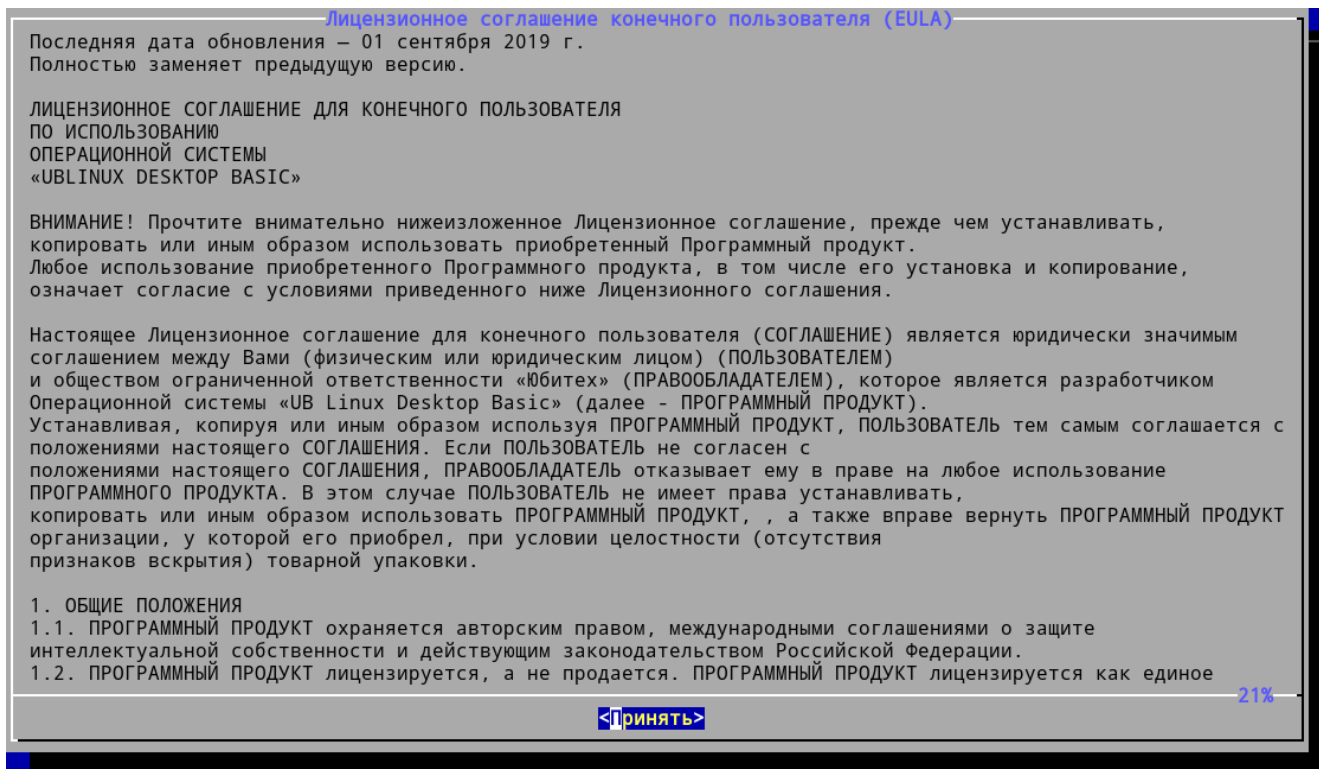 Лицензионное соглашение конечного пользователя (EULA)
Последняя дата обновления — 01 сентября 2019 г.
Полностью заменяет предыдущую версию.
ЛИЦЕНЗИОННОЕ СОГЛАШЕНИЕ ДЛЯ КОНЕЧНОГО ПОЛЬЗОВАТЕЛЯ
ПО ИСПОЛЬЗОВАНИЮ
ОПЕРАЦИОННОЙ СИСТЕМЫ
«UBLINUX DESKTOP BASIC»
ВНИМАНИЕ! Прочтите внимательно нижеизложенное Лицензионное соглашение, прежде чем устанавливать,
копировать или иным образом использовать приобретенный Программный продукт.
Любое использование приобретенного Программного продукта, в том числе его установка и копирование,
означает согласие с условиями приведенного ниже Лицензионного соглашения.
Настоящее Лицензионное соглашение для конечного пользователя (СОГЛАШЕНИЕ) является юридически значимым
соглашением между Вами (физическим или юридическим лицом) (ПОЛЬЗОВАТЕЛЕМ)
и обществом ограниченной ответственности «Юбитех» (ПРАВООБЛАДАТЕЛЕМ), которое является разработчиком
Операционной системы «UB Linux Desktop Basic» (далее - ПРОГРАММНЫЙ ПРОДУКТ).
Устанавливая, копируя или иным образом используя ПРОГРАММНЫЙ ПРОДУКТ, ПОЛЬЗОВАТЕЛЬ тем самым соглашается с
положениями настоящего СОГЛАШЕНИЯ. Если ПОЛЬЗОВАТЕЛЬ не согласен с
положениями настоящего СОГЛАШЕНИЯ, ПРАВООБЛАДАТЕЛЬ отказывает ему в праве на любое использование
ПРОГРАММНОГО ПРОДУКТА. В этом случае ПОЛЬЗОВАТЕЛЬ не имеет права устанавливать,
копировать или иным образом использовать ПРОГРАММНЫЙ ПРОДУКТ, , а также вправе вернуть ПРОГРАММНЫЙ ПРОДУКТ
организации, у которой его приобрел, при условии целостности (отсутствия
признаков вскрытия) товарной упаковки.
1. ОБЩИЕ ПОЛОЖЕНИЯ
1.1. ПРОГРАММНЫЙ ПРОДУКТ охраняется авторским правом, международными соглашениями о защите
интеллектуальной собственности и действующим законодательством Российской Федерации.
1.2. ПРОГРАММНЫЙ ПРОДУКТ лицензируется, а не продается. ПРОГРАММНЫЙ ПРОДУКТ лицензируется как единое
21%
<Принять>